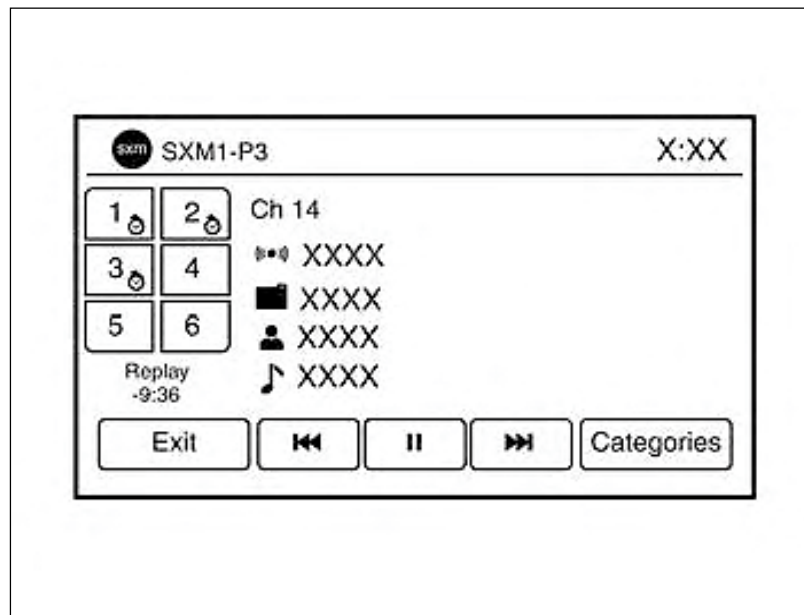 sxm SXM1-P3 X:XX
1 2 Ch 14
XXXX
3 4
XXXX
5 6 XXXX
Replay
-9:36
XXXX
Exit Categories